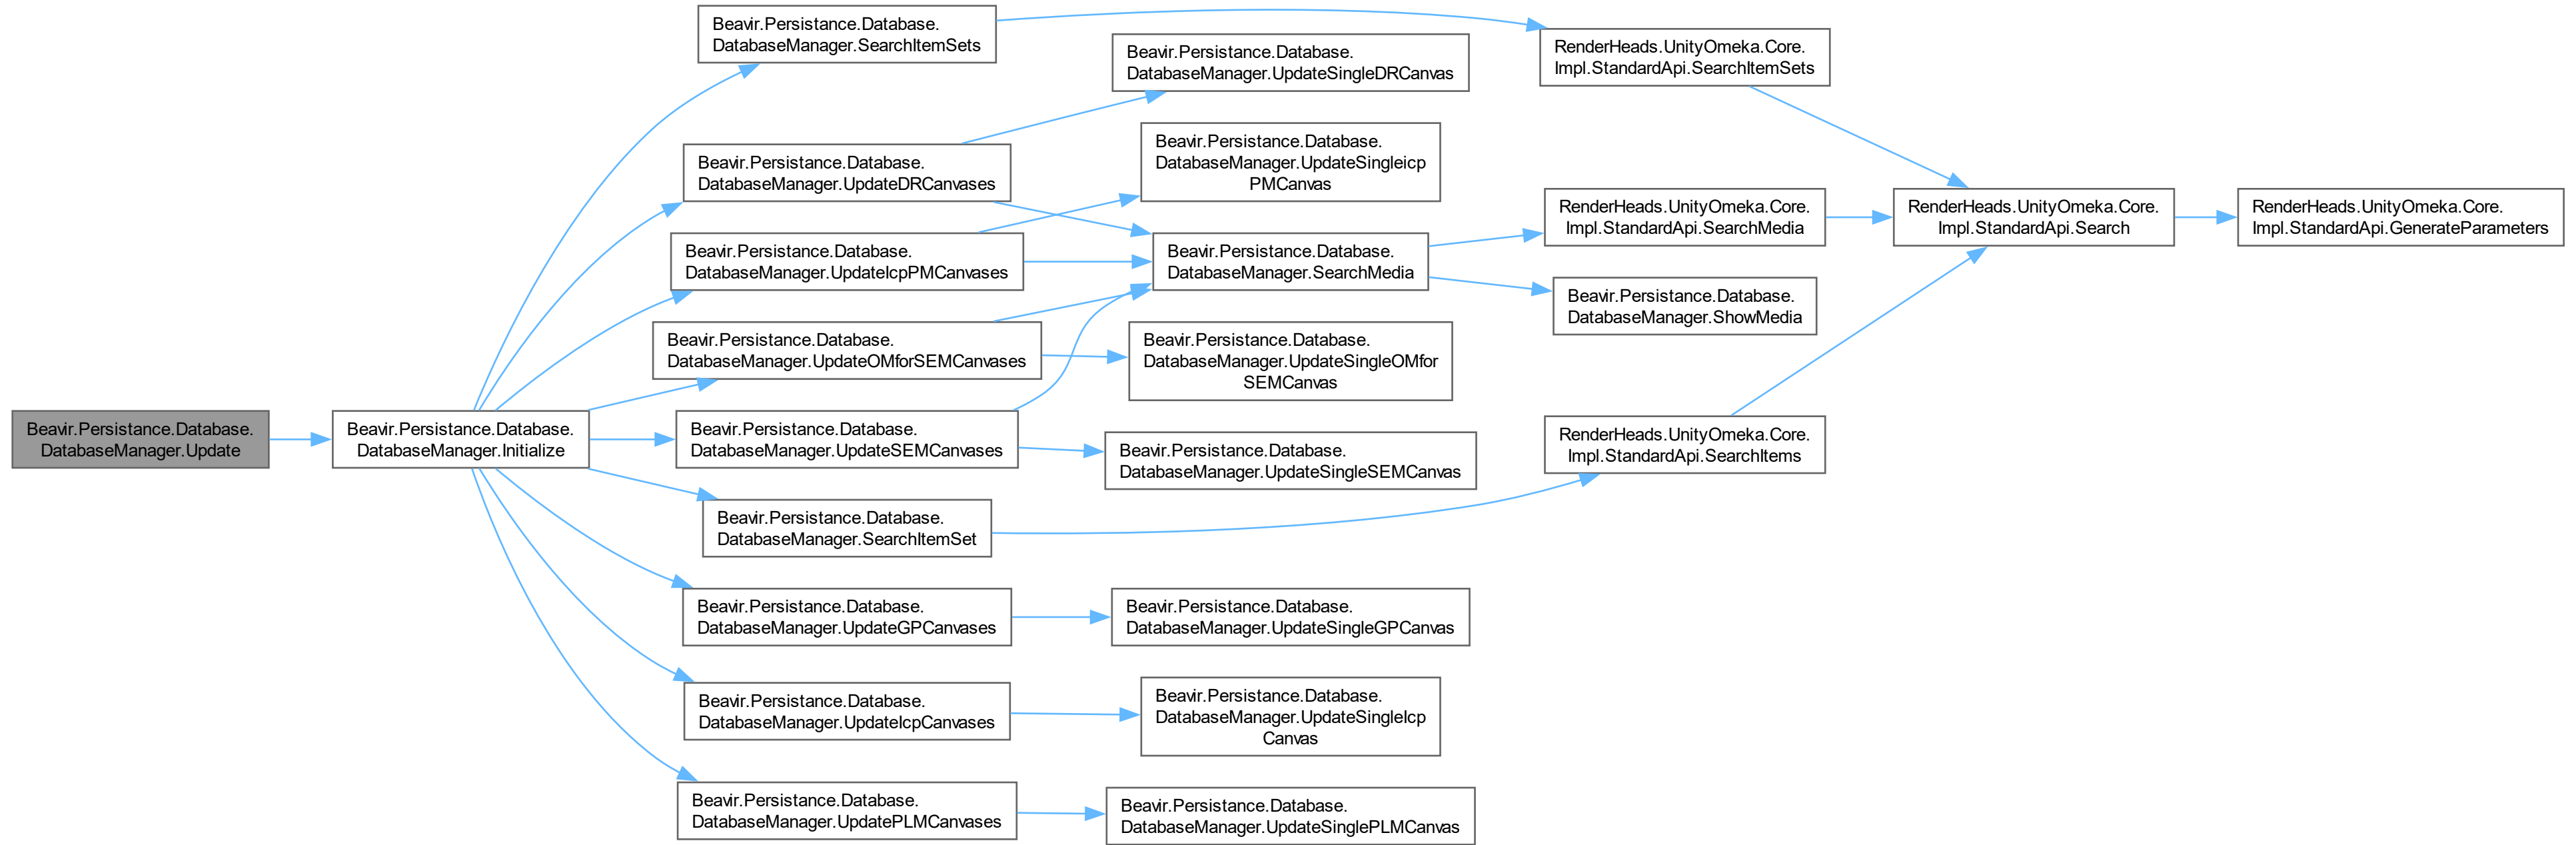 Beavir.Persistance.Database.
DatabaseManager.Update
Beavir.Persistance.Database.
DatabaseManager.Initialize
Beavir.Persistance.Database.
DatabaseManager.SearchItemSets
Beavir.Persistance.Database.
DatabaseManager.UpdateDRCanvases
Beavir.Persistance.Database.
DatabaseManager.UpdateIcpPMCanvases
Beavir.Persistance.Database.
DatabaseManager.UpdateOMforSEMCanvases
Beavir.Persistance.Database.
DatabaseManager.UpdateSEMCanvases
Beavir.Persistance.Database.
DatabaseManager.SearchItemSet
Beavir.Persistance.Database.
DatabaseManager.UpdateGPCanvases
Beavir.Persistance.Database.
DatabaseManager.UpdateIcpCanvases
Beavir.Persistance.Database.
DatabaseManager.UpdatePLMCanvases
Beavir.Persistance.Database.
DatabaseManager.UpdateSingleDRCanvas
Beavir.Persistance.Database.
DatabaseManager.UpdateSingleicp
PMCanvas
Beavir.Persistance.Database.
DatabaseManager.SearchMedia
Beavir.Persistance.Database.
DatabaseManager.UpdateSingleOMfor
SEMCanvas
Beavir.Persistance.Database.
DatabaseManager.UpdateSingleSEMCanvas
Beavir.Persistance.Database.
DatabaseManager.UpdateSingleGPCanvas
Beavir.Persistance.Database.
DatabaseManager.UpdateSingleIcp
Canvas
Beavir.Persistance.Database.
DatabaseManager.UpdateSinglePLMCanvas
RenderHeads.UnityOmeka.Core.
Impl.StandardApi.SearchItemSets
RenderHeads.UnityOmeka.Core.
Impl.StandardApi.SearchMedia
Beavir.Persistance.Database.
DatabaseManager.ShowMedia
RenderHeads.UnityOmeka.Core.
Impl.StandardApi.SearchItems
RenderHeads.UnityOmeka.Core.
Impl.StandardApi.Search
RenderHeads.UnityOmeka.Core.
Impl.StandardApi.GenerateParameters